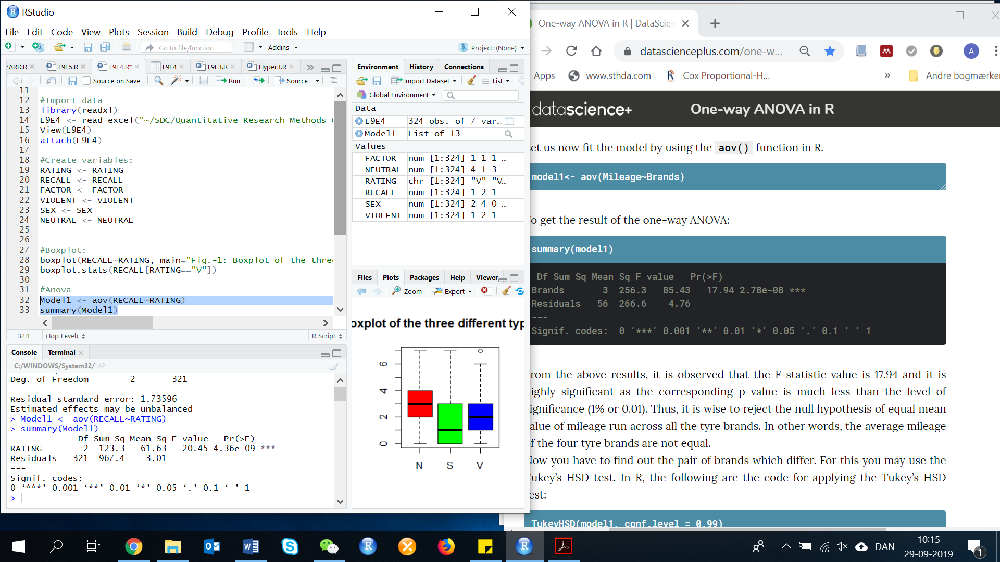 RStudio
File Edit Code View Plots Session Build Debug Profile Tools Help
Go to file/function
Addins
Project: (None)
ZARD.R
L9E5.R
L9E4.R*
L9E4
L9E3.R
Hyper3.R
Source on Save
Run
Source
11
12 #Import data
13 library(readxl)
14 L9E4 <- read_excel("~/SDC/Quantitative Research Methods
15 View(L9E4)
16 attach(L9E4)
17
18 #Create variables:
19 RATING <- RATING
20 RECALL <- RECALL
21 FACTOR <- FACTOR
22 VIOLENT <- VIOLENT
23 SEX <- SEX
24 NEUTRAL <- NEUTRAL
25
26
27 #Boxplot:
28 boxplot(RECALL~RATING, main="Fig.-1: Boxplot of the thre
29 boxplot.stats(RECALL[RATING=="V"])
30
31 #Anova
32 Model1 <- aov(RECALL~RATING)
33 summary(Model1)
32:1 (Top Level) R Script
Console Terminal
C:/WINDOWS/System32/
Deg. of Freedom 2 321
Residual standard error: 1.73596
Estimated effects may be unbalanced
> Model1 <- aov(RECALL~RATING)
> summary(Model1)
Df Sum Sq Mean Sq F value Pr(>F)
RATING 2 123.3 61.63 20.45 4.36e-09 ***
Residuals 321 967.4 3.01
---
Signif. codes:
0 ‘***’ 0.001 ‘**’ 0.01 ‘*’ 0.05 ‘.’ 0.1 ‘ ’ 1
>
Environment History Connections
Import Dataset
List
Global Environment
Data
L9E4 324 obs. of 7 var…
Model1 List of 13
Values
FACTOR num [1:324] 1 1 1 …
NEUTRAL num [1:324] 4 1 3 …
RATING chr [1:324] "V" "V…
RECALL num [1:324] 1 2 1 …
SEX num [1:324] 2 4 0 …
VIOLENT num [1:324] 1 2 1 …
Files Plots Packages Help Viewer
Zoom
Export
oxplot of the three different typ
6
4
2
0
N S V
One-way ANOVA in R | DataScien
datascienceplus.com/one-w...
A
Apps
www.sthda.com
Cox Proportional-H...
»
Andre bogmærke
datascience+
One-way ANOVA in R
et us now fit the model by using the aov() function in R.
model1<- aov(Mileage~Brands)
o get the result of the one-way ANOVA:
summary(model1)
Df Sum Sq Mean Sq F value Pr(>F)
Brands 3 256.3 85.43 17.94 2.78e-08 ***
Residuals 56 266.6 4.76
---
Signif. codes: 0 ‘***’ 0.001 ‘**’ 0.01 ‘*’ 0.05 ‘.’ 0.1 ‘ ’ 1
rom the above results, it is observed that the F-statistic value is 17.94 and it is
ighly significant as the corresponding p-value is much less than the level of
ignificance (1% or 0.01). Thus, it is wise to reject the null hypothesis of equal mean
alue of mileage run across all the tyre brands. In other words, the average mileage
f the four tyre brands are not equal.
Now you have to find out the pair of brands which differ. For this you may use the
Tukey’s HSD test. In R, the following are the code for applying the Tukey’s HSD
est:
TukeyHSD(model1, conf.level = 0.99)
DAN
10:15
29-09-2019
1